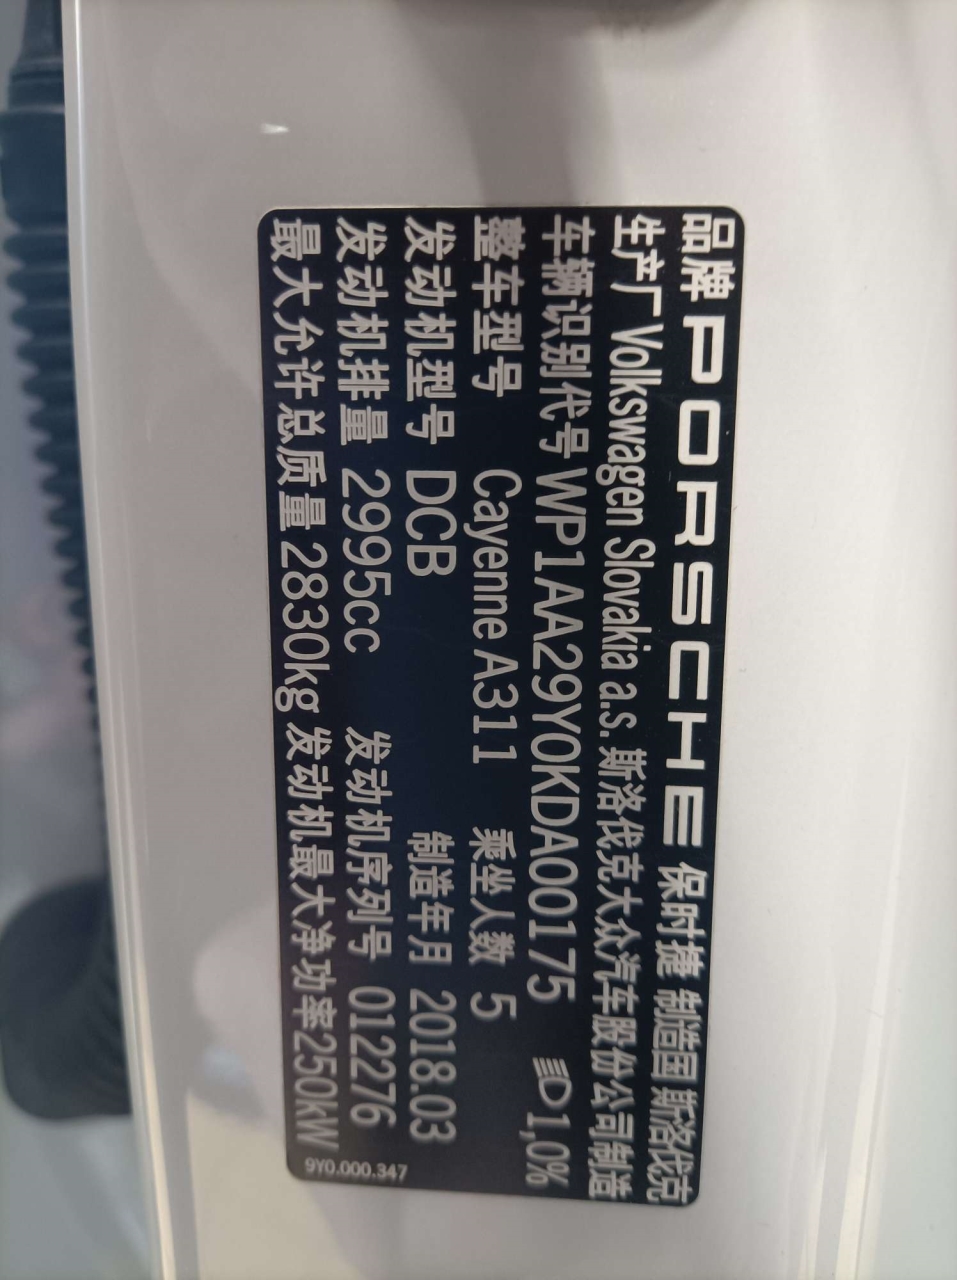 品牌 PORSCHE 保时捷 制造国 斯洛伐克
生产厂 Volkswagen Slovakia a.s. 斯洛伐克大众汽车股份公司制造
车辆识别代号 WP1AA29Y0KDA00175 1,0%
整车型号 Cayenne A311 乘坐人数 5
发动机型号 DCB 制造年月 2018.03
发动机排量 2995cc 发动机序列号 012276
最大允许总质量 2830kg 发动机最大净功率250kW
9Y0.000.347